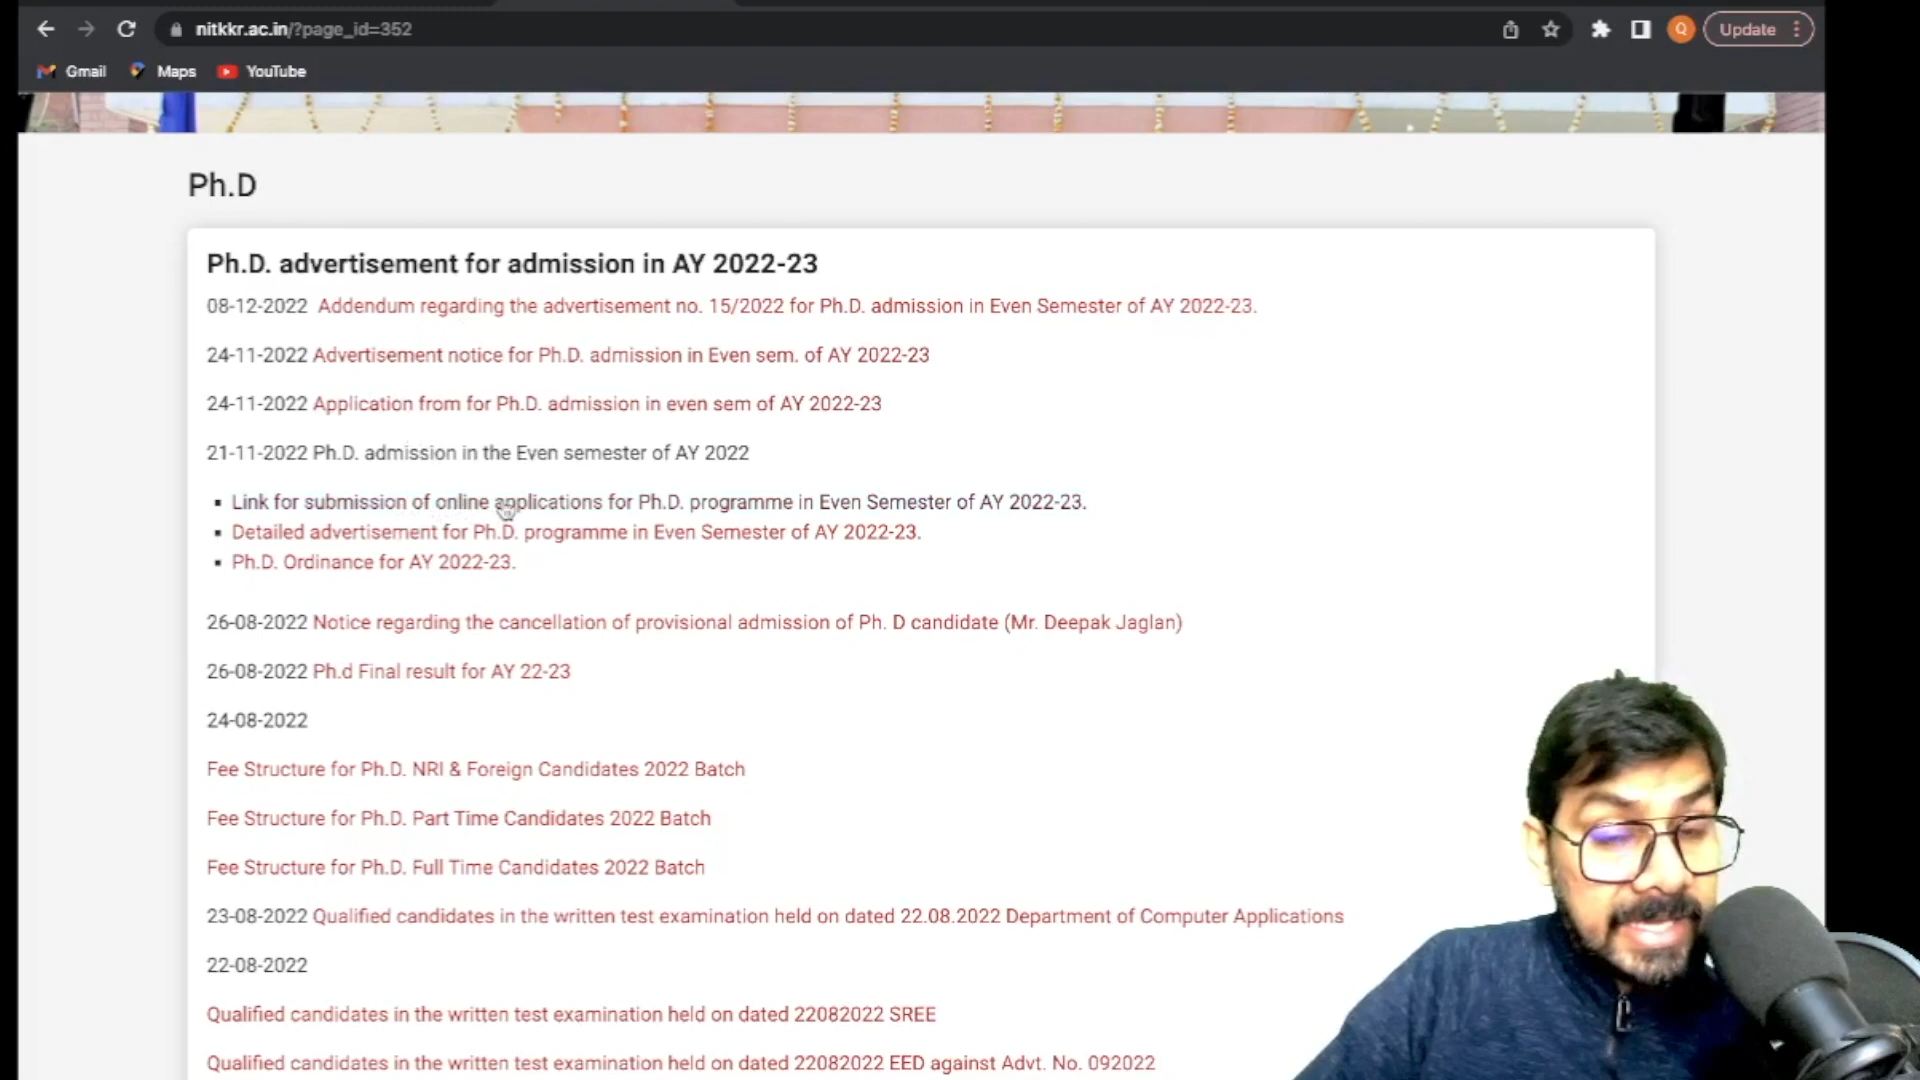 nitkkr.ac.in/?page_id=352
Q
Update
Gmail
Maps
YouTube
Ph.D
Ph.D. advertisement for admission in AY 2022-23
08-12-2022 Addendum regarding the advertisement no. 15/2022 for Ph.D. admission in Even Semester of AY 2022-23.
24-11-2022 Advertisement notice for Ph.D. admission in Even sem. of AY 2022-23
24-11-2022 Application from for Ph.D. admission in even sem of AY 2022-23
21-11-2022 Ph.D. admission in the Even semester of AY 2022
▪ Link for submission of online applications for Ph.D. programme in Even Semester of AY 2022-23.
▪ Detailed advertisement for Ph.D. programme in Even Semester of AY 2022-23.
▪ Ph.D. Ordinance for AY 2022-23.
26-08-2022 Notice regarding the cancellation of provisional admission of Ph. D candidate (Mr. Deepak Jaglan)
26-08-2022 Ph.d Final result for AY 22-23
24-08-2022
Fee Structure for Ph.D. NRI & Foreign Candidates 2022 Batch
Fee Structure for Ph.D. Part Time Candidates 2022 Batch
Fee Structure for Ph.D. Full Time Candidates 2022 Batch
23-08-2022 Qualified candidates in the written test examination held on dated 22.08.2022 Department of Computer Applications
22-08-2022
Qualified candidates in the written test examination held on dated 22082022 SREE
Qualified candidates in the written test examination held on dated 22082022 EED against Advt. No. 092022